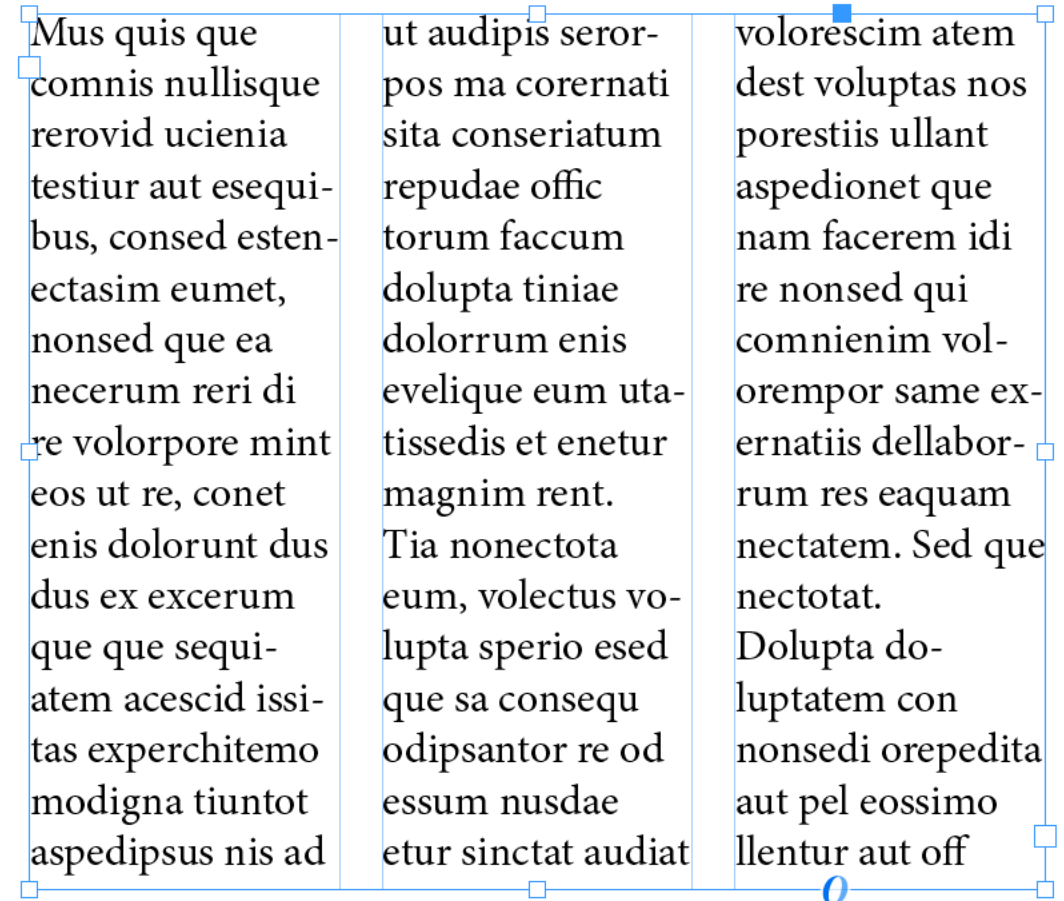 Mus quis que
comnis nullisque
rerovid ucienia
testiur aut esequi-
bus, consed esten-
ectasim eumet,
nonsed que ea
necerum reri di
re volorpore mint
eos ut re, conet
enis dolorunt dus
dus ex excerum
que que sequi-
atem acescid issi-
tas experchitemo
modigna tiuntot
aspedipsus nis ad
ut audipis seror-
pos ma corernati
sita conseriatum
repudae offic
torum faccum
dolupta tiniae
dolorrum enis
evelique eum uta-
tissedis et enetur
magnim rent.
Tia nonectota
eum, volectus vo-
lupta sperio esed
que sa consequ
odipsantor re od
essum nusdae
etur sinctat audiat
volorescim atem
dest voluptas nos
porestiis ullant
aspedionet que
nam facerem idi
re nonsed qui
comnienim vol-
orempor same ex-
ernatiis dellabor-
rum res eaquam
nectatem. Sed que
nectotat.
Dolupta do-
luptatem con
nonsedi orepedita
aut pel eossimo
llentur aut off